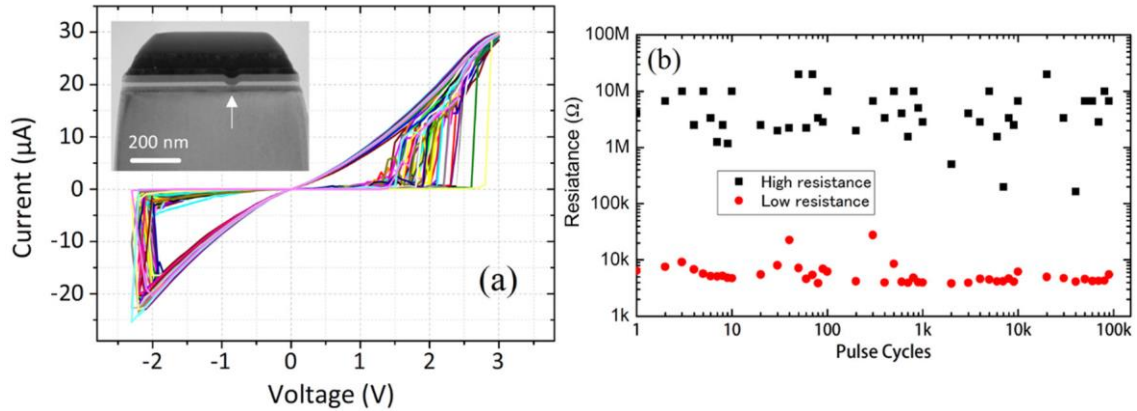 30
20
10
0
-10
-20
Current (µA)
200 nm
(a)
-2
-1
0
1
2
3
Voltage (V)
100M
10M
1M
100k
10k
1k
Resiatance (Ω)
(b)
High resistance
Low resistance
1
10
100
1k
10k
100k
Pulse Cycles